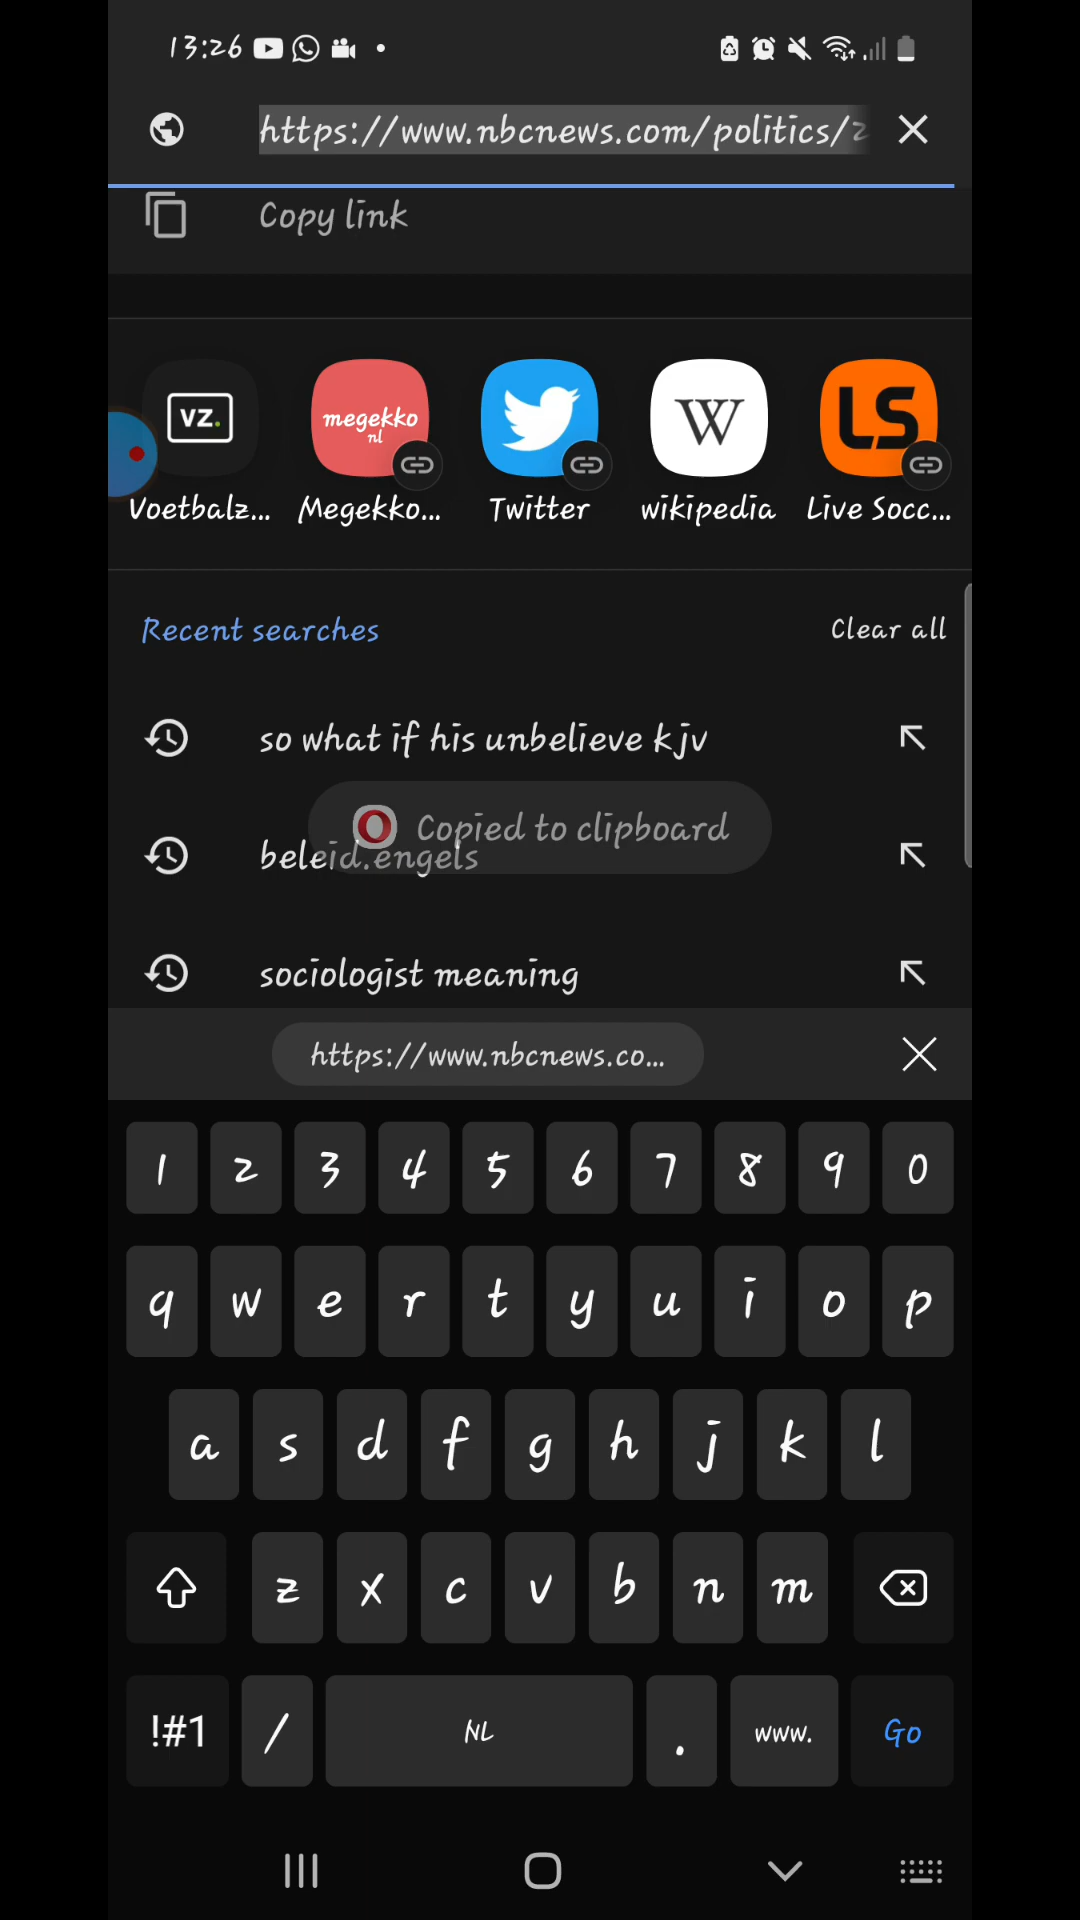 13:26
https://www.nbcnews.com/politics/2
Copy link
VZ.
megekko
nl
W
LS
Voetbalz... Megekko... Twitter wikipedia Live Socc...
Recent searches Clear all
so what if his unbelieve kjv
Copied to clipboard
beleid.engels
sociologist meaning
https://www.nbcnews.co...
1 2 3 4 5 6 7 8 9 0
q w e r t y u i o p
a s d f g h j k l
z x c v b n m
!#1 / NL . www. Go